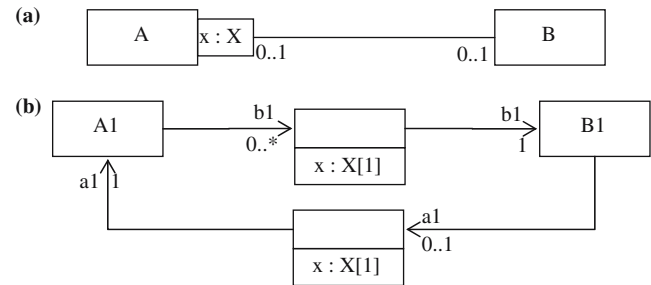 (a)
A
x : X
0..1
0..1
B
(b)
A1
b1
0..*
x : X[1]
b1
1
B1
a1 1
x : X[1]
a1
0..1